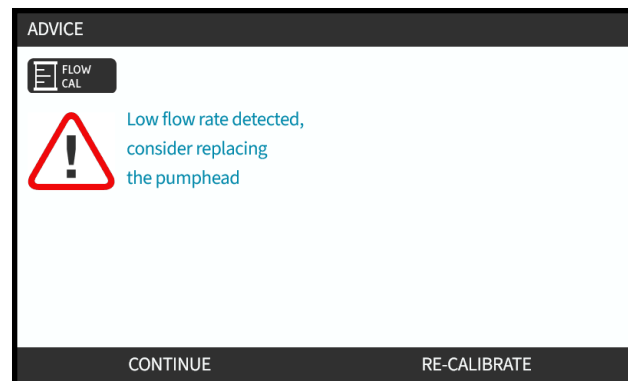 ADVICE
FLOW
CAL
Low flow rate detected,
consider replacing
the pumphead
CONTINUE
RE-CALIBRATE